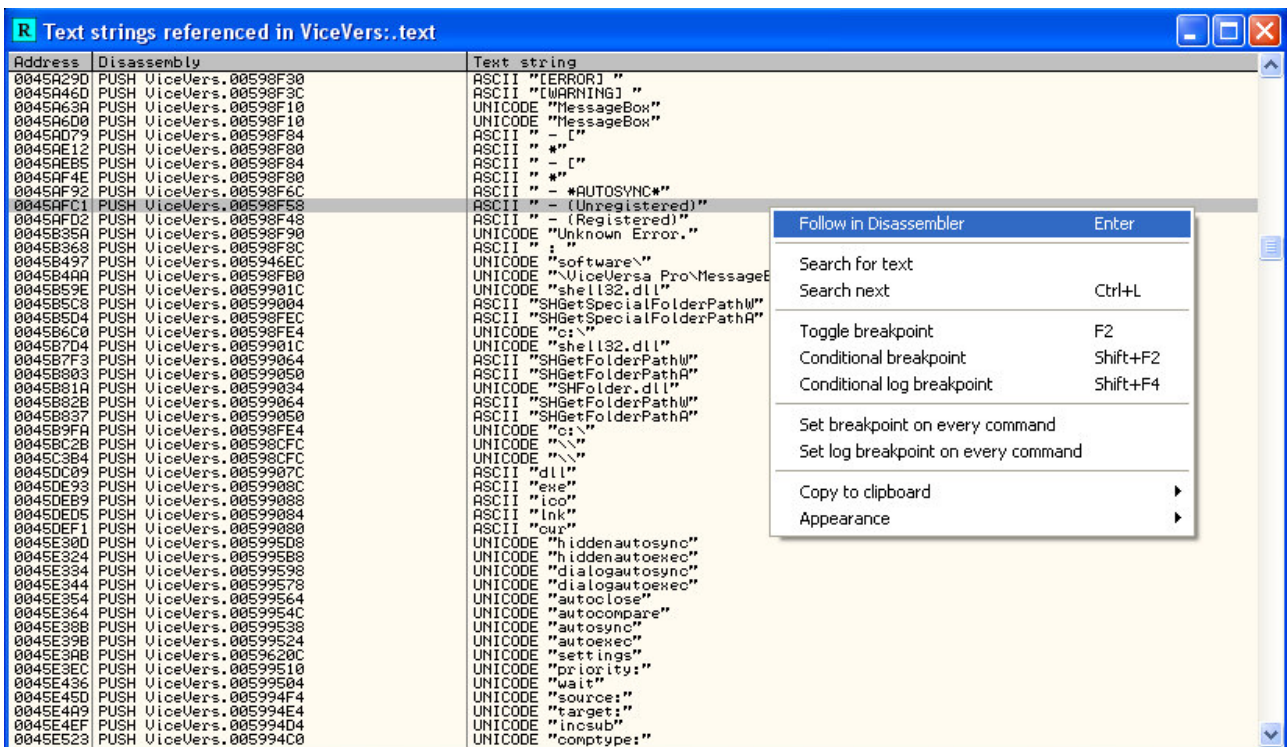 R Text strings referenced in ViceVers:.text
Address Disassembly Text string
0045A29D PUSH ViceVers.00598F30 ASCII "[ERROR] "
0045A46D PUSH ViceVers.00598F3C ASCII "[WARNING] "
0045A63A PUSH ViceVers.00598F10 UNICODE "MessageBox"
0045A6D0 PUSH ViceVers.00598F10 UNICODE "MessageBox"
0045AD79 PUSH ViceVers.00598F84 ASCII " - ["
0045AE12 PUSH ViceVers.00598F80 ASCII " *"
0045AEB5 PUSH ViceVers.00598F84 ASCII " - ["
0045AF4E PUSH ViceVers.00598F80 ASCII " *"
0045AF92 PUSH ViceVers.00598F6C ASCII " - *AUTOSYNC*"
0045AFC1 PUSH ViceVers.00598F58 ASCII " - (Unregistered)"
0045AFD2 PUSH ViceVers.00598F48 ASCII " - (Registered)"
0045B35A PUSH ViceVers.00598F90 UNICODE "Unknown Error."
0045B368 PUSH ViceVers.00598F8C ASCII " : "
0045B497 PUSH ViceVers.005946EC UNICODE "software\"
0045B4AA PUSH ViceVers.00598FB0 UNICODE "\ViceVersa Pro\MessageB
0045B59E PUSH ViceVers.0059901C UNICODE "shell32.dll"
0045B5C8 PUSH ViceVers.00599004 ASCII "SHGetSpecialFolderPathW"
0045B5D4 PUSH ViceVers.00598FEC ASCII "SHGetSpecialFolderPathA"
0045B6C0 PUSH ViceVers.00598FE4 UNICODE "c:\"
0045B7D4 PUSH ViceVers.0059901C UNICODE "shell32.dll"
0045B7F3 PUSH ViceVers.00599064 ASCII "SHGetFolderPathW"
0045B803 PUSH ViceVers.00599050 ASCII "SHGetFolderPathA"
0045B81A PUSH ViceVers.00599034 UNICODE "SHFolder.dll"
0045B82B PUSH ViceVers.00599064 ASCII "SHGetFolderPathW"
0045B837 PUSH ViceVers.00599050 ASCII "SHGetFolderPathA"
0045B9FA PUSH ViceVers.00598FE4 UNICODE "c:\"
0045BC2B PUSH ViceVers.00598CFC UNICODE "\\"
0045C3B4 PUSH ViceVers.00598CFC UNICODE "\\"
0045DC09 PUSH ViceVers.0059907C ASCII "dll"
0045DE93 PUSH ViceVers.0059908C ASCII "exe"
0045DEB9 PUSH ViceVers.00599088 ASCII "ico"
0045DED5 PUSH ViceVers.00599084 ASCII "lnk"
0045DEF1 PUSH ViceVers.00599080 ASCII "cur"
0045E30D PUSH ViceVers.005995D8 UNICODE "hiddenautosync"
0045E324 PUSH ViceVers.005995B8 UNICODE "hiddenautoexec"
0045E334 PUSH ViceVers.00599598 UNICODE "dialogautosync"
0045E344 PUSH ViceVers.00599578 UNICODE "dialogautoexec"
0045E354 PUSH ViceVers.00599564 UNICODE "autoclose"
0045E364 PUSH ViceVers.0059954C UNICODE "autocompare"
0045E38B PUSH ViceVers.00599538 UNICODE "autosync"
0045E39B PUSH ViceVers.00599524 UNICODE "autoexec"
0045E3AB PUSH ViceVers.0059620C UNICODE "settings"
0045E3EC PUSH ViceVers.00599510 UNICODE "priority:"
0045E436 PUSH ViceVers.00599504 UNICODE "wait"
0045E45D PUSH ViceVers.005994F4 UNICODE "source:"
0045E4A9 PUSH ViceVers.005994E4 UNICODE "target:"
0045E4EF PUSH ViceVers.005994D4 UNICODE "incsub"
0045E523 PUSH ViceVers.005994C0 UNICODE "comptype:"
Follow in Disassembler Enter
Search for text
Search next Ctrl+L
Toggle breakpoint F2
Conditional breakpoint Shift+F2
Conditional log breakpoint Shift+F4
Set breakpoint on every command
Set log breakpoint on every command
Copy to clipboard
Appearance